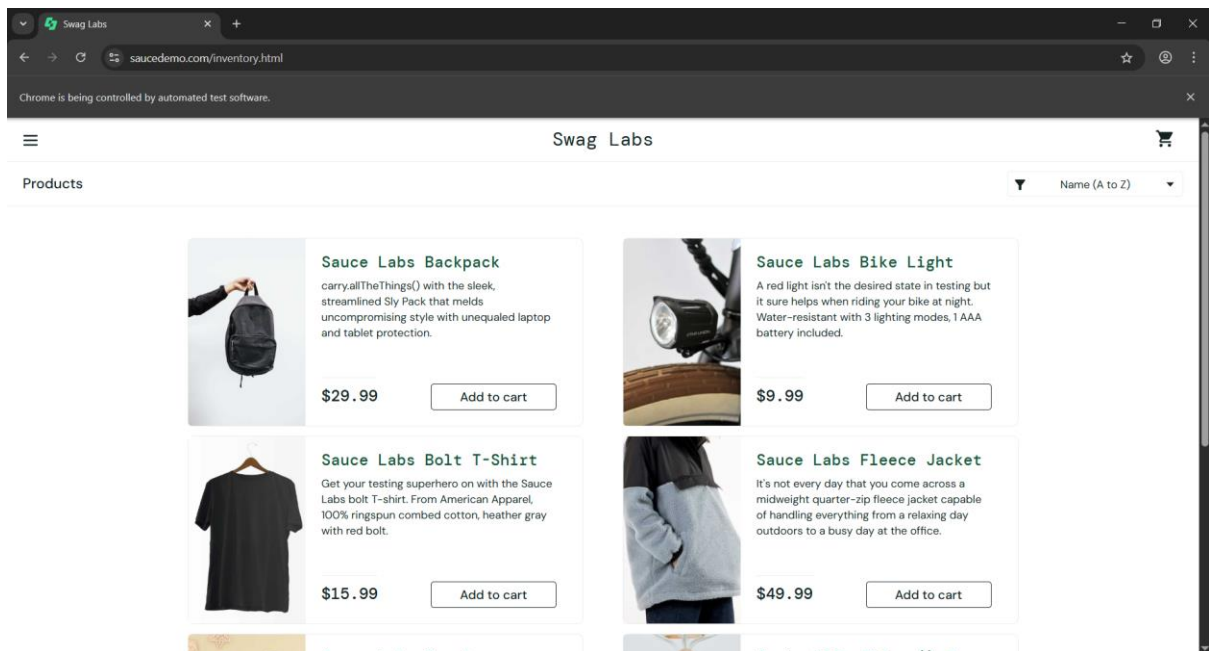 Swag Labs
saucedemo.com/inventory.html
Chrome is being controlled by automated test software.
Swag Labs
Products
Name (A to Z)
Sauce Labs Backpack
carry.allTheThings() with the sleek,
streamlined Sly Pack that melds
uncompromising style with unequaled laptop
and tablet protection.
$29.99
Add to cart
Sauce Labs Bike Light
A red light isn't the desired state in testing but
it sure helps when riding your bike at night.
Water-resistant with 3 lighting modes, 1 AAA
battery included.
$9.99
Add to cart
Sauce Labs Bolt T-Shirt
Get your testing superhero on with the Sauce
Labs bolt T-shirt. From American Apparel,
100% ringspun combed cotton, heather gray
with red bolt.
$15.99
Add to cart
Sauce Labs Fleece Jacket
It's not every day that you come across a
midweight quarter-zip fleece jacket capable
of handling everything from a relaxing day
outdoors to a busy day at the office.
$49.99
Add to cart